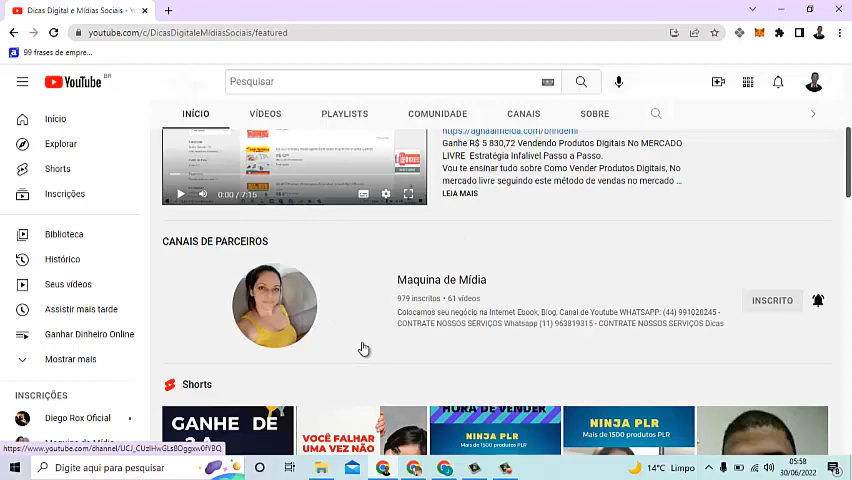 Dicas Digital e Mídias Sociais - Yo
youtube.com/c/DicasDigitaleMídiasSociais/featured
99 frases de empre...
YouTube BR
Pesquisar
INÍCIO VÍDEOS PLAYLISTS COMUNIDADE CANAIS SOBRE
Início
Explorar
Shorts
Inscrições
Biblioteca
Histórico
Seus vídeos
Assistir mais tarde
Ganhar Dinheiro Online
Mostrar mais
INSCRIÇÕES
Diego Rox Oficial
0:00 / 7:15
Ganhe R$ 5 830,72 Vendendo Produtos Digitais No MERCADO
LIVRE Estratégia Infalível Passo a Passo.
Vou te ensinar tudo sobre Como Vender Produtos Digitais, No
mercado livre seguindo este método de vendas no mercado ...
LEIA MAIS
CANAIS DE PARCEIROS
Maquina de Mídia
979 inscritos • 61 vídeos
Colocamos seu negócio na Internet Ebook, Blog, Canal de Youtube WHATSAPP: (44) 991028245 -
CONTRATE NOSSOS SERVIÇOS Whatsapp (11) 963819315 - CONTRATE NOSSOS SERVIÇOS Dicas
INSCRITO
Shorts
GANHE DE
VOCÊ FALHAR
UMA VEZ NÃO
HORA DE VENDER
NINJA PLR
Mais de 1500 produtos PLR
NINJA PLR
Mais de 1500 produtos PLR
Digite aqui para pesquisar
14°C Limpo
05:58
30/06/2022